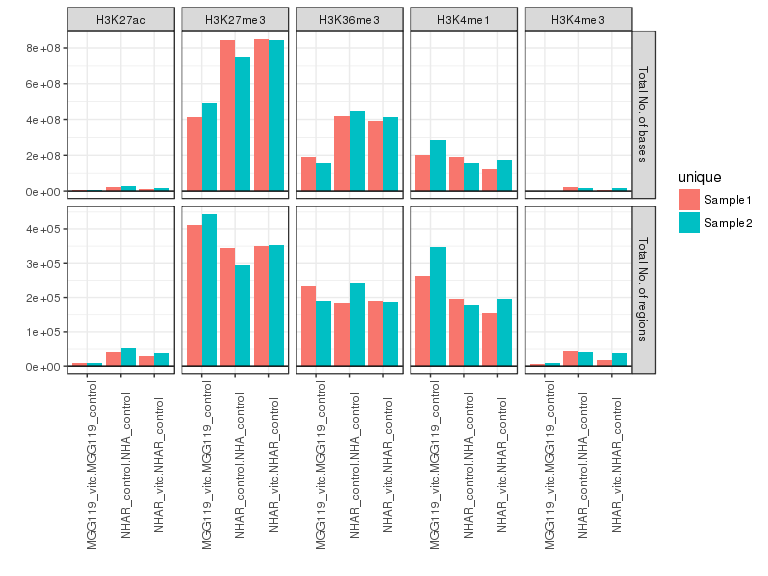 H3K27ac H3K27me3 H3K36me3 H3K4me1 H3K4me3
8e+08
6e+08
4e+08
2e+08
0e+00
Total No. of bases
4e+05
3e+05
2e+05
1e+05
0e+00
Total No. of regions
unique
Sample1
Sample2
MGG119_vitc.MGG119_control
NHAR_control.NHA_control
NHAR_vitc.NHAR_control
MGG119_vitc.MGG119_control
NHAR_control.NHA_control
NHAR_vitc.NHAR_control
MGG119_vitc.MGG119_control
NHAR_control.NHA_control
NHAR_vitc.NHAR_control
MGG119_vitc.MGG119_control
NHAR_control.NHA_control
NHAR_vitc.NHAR_control
MGG119_vitc.MGG119_control
NHAR_control.NHA_control
NHAR_vitc.NHAR_control